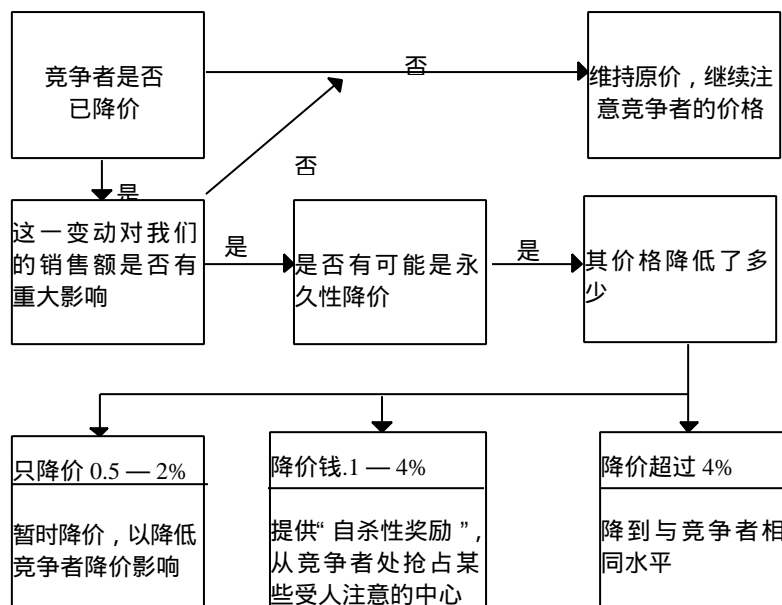 竞争者是否
已降价
否
维持原价,继续注
意竞争者的价格
否
是
这一变动对我们
的销售额是否有
重大影响
是
是否有可能是永
久性降价
是
其价格降低了多
少
只降价 0.5 — 2%
暂时降价,以降低
竞争者降价影响
降价钱.1 — 4%
提供“自杀性奖励”,
从竞争者处抢占某
些受人注意的中心
降价超过 4%
降到与竞争者相
同水平